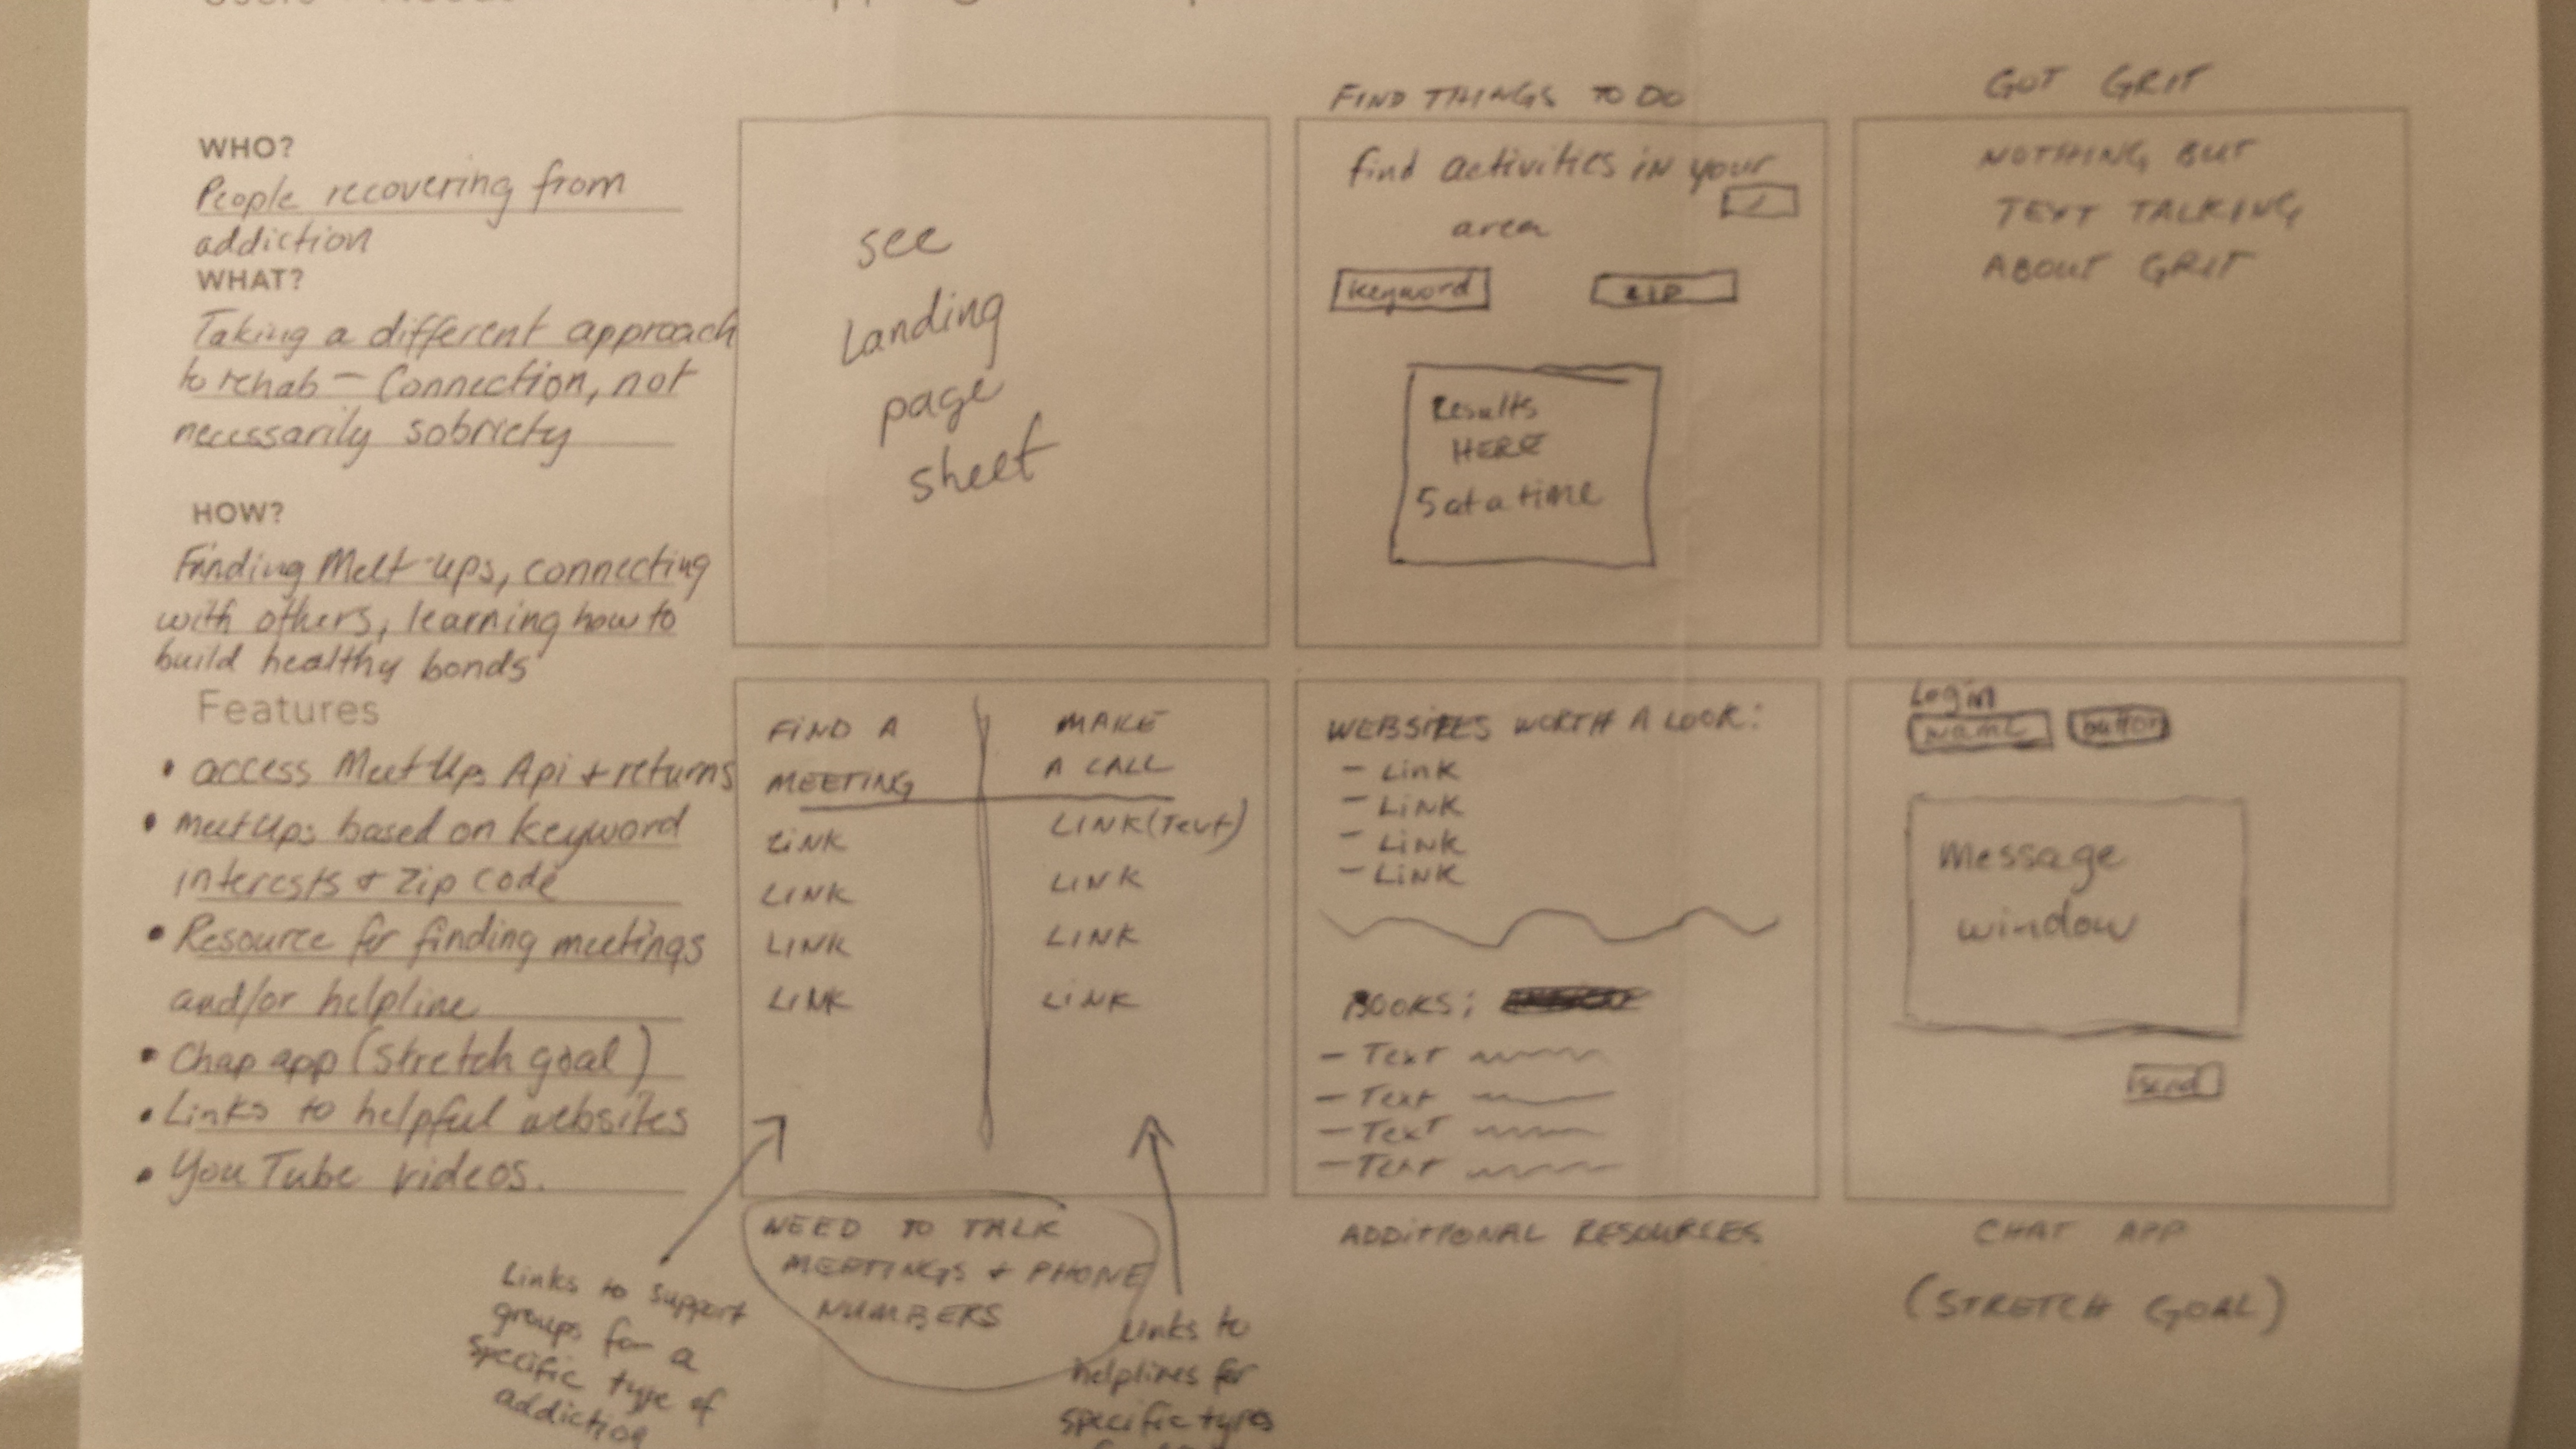 WHO?
People recovering from
addiction
WHAT?
Taking a different approach
to rehab – Connection, not
necessarily sobriety
HOW?
Finding Meet-ups, connecting
with others, learning how to
build healthy bonds
Features
• access MeetUps Api + returns
• MeetUps based on keyword
interests + zip code
• Resource for finding meetings
and/or helpline
• Chap app (stretch goal)
• Links to helpful websites
• YouTube videos.
see
landing
page
sheet
FIND THINGS TO DO
find activities in your
area
keyword
ZIP
Results
HERE
5 at a time
GOT GRIT
NOTHING BUT
TEXT TALKING
ABOUT GRIT
FIND A
MEETING
LINK
LINK
LINK
LINK
MAKE
A CALL
LINK (Text)
LINK
LINK
LINK
NEED TO TALK
MEETINGS + PHONE
NUMBERS
Links to support
groups for a
specific type of
addiction
Links to
helplines for
specific types
WEBSITES WORTH A LOOK:
– Link
– LINK
– Link
– LINK
BOOKS:
– Text
– Text
– Text
– Text
ADDITIONAL RESOURCES
Login
name
button
Message
window
send
CHAT APP
(STRETCH GOAL)